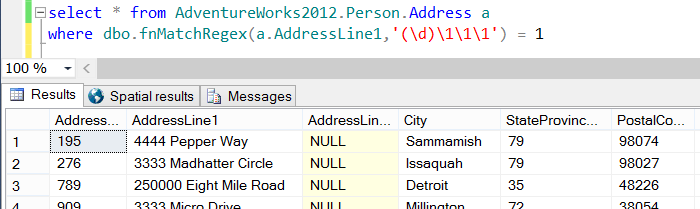 select * from AdventureWorks2012.Person.Address a
where dbo.fnMatchRegex(a.AddressLine1,'(\d)\1\1\1') = 1
100 %
Results Spatial results Messages
Address... AddressLine1 AddressLin... City StateProvinc... PostalCo...
1 195 4444 Pepper Way NULL Sammamish 79 98074
2 276 3333 Madhatter Circle NULL Issaquah 79 98027
3 789 250000 Eight Mile Road NULL Detroit 35 48226
4 909 3333 Micro Drive NULL Millington 72 38054